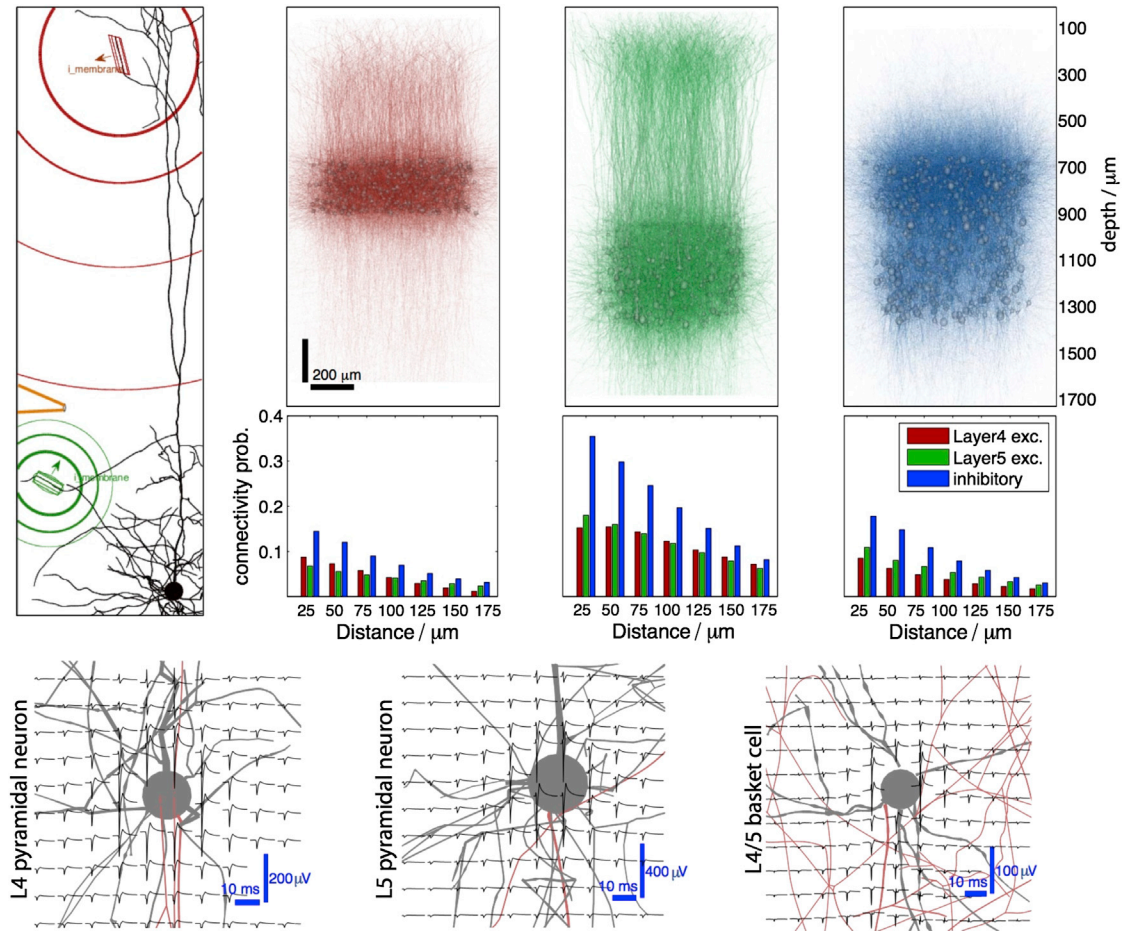 i_membrane
i_membrane
200 μm
100
300
500
700
900
1100
1300
1500
1700
depth / μm
connectivity prob.
0.4
0.3
0.2
0.1
25 50 75 100 125 150 175
Distance / μm
25 50 75 100 125 150 175
Distance / μm
Layer4 exc.
Layer5 exc.
inhibitory
25 50 75 100 125 150 175
Distance / μm
L4 pyramidal neuron
10 ms
200 μV
L5 pyramidal neuron
10 ms
400 μV
L4/5 basket cell
10 ms
100 μV